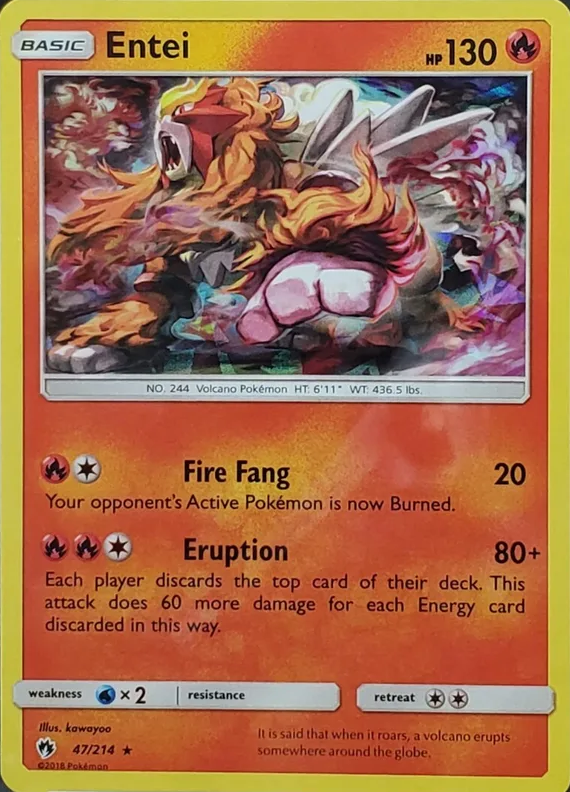 BASIC Entei HP 130
NO. 244 Volcano Pokémon HT: 6'11" WT: 436.5 lbs.
Fire Fang 20
Your opponent's Active Pokémon is now Burned.
Eruption 80+
Each player discards the top card of their deck. This
attack does 60 more damage for each Energy card
discarded in this way.
weakness ×2 resistance retreat
Illus. kawayoo
47/214 ★
©2018 Pokémon
It is said that when it roars, a volcano erupts
somewhere around the globe.